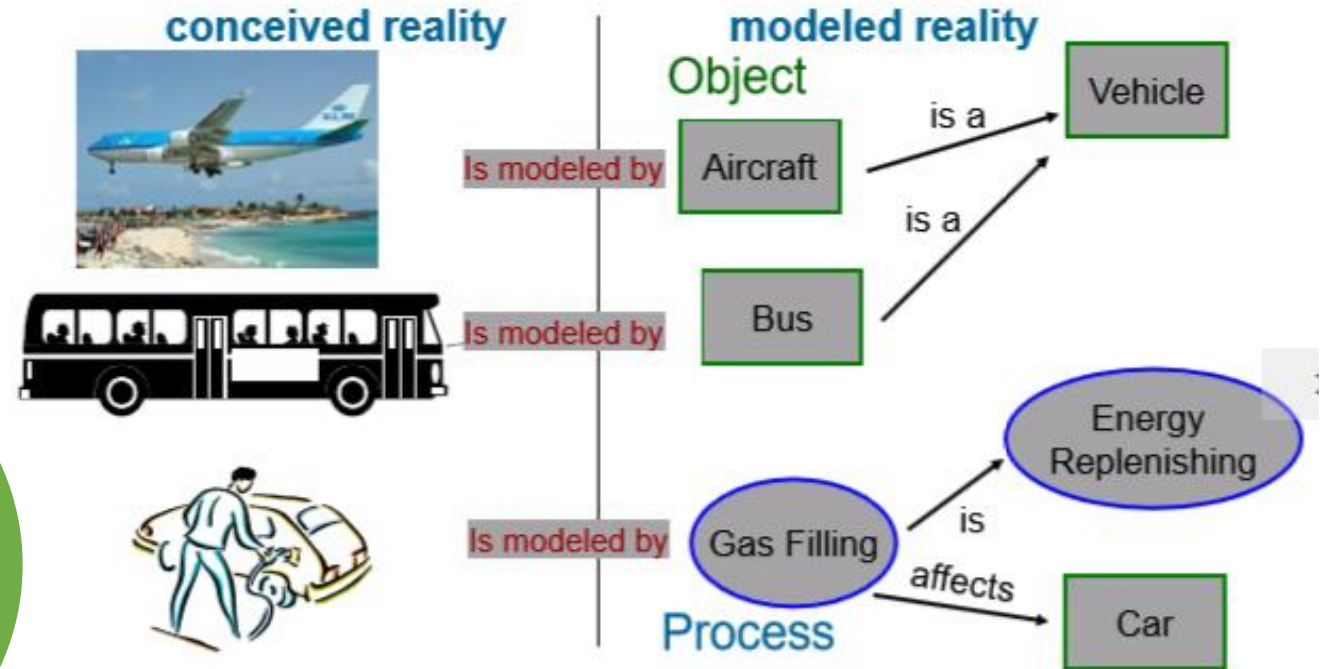 conceived reality
modeled reality
Object
Vehicle
is a
Is modeled by
Aircraft
is a
Is modeled by
Bus
Energy
Replenishing
Is modeled by
Gas Filling
is
affects
Process
Car